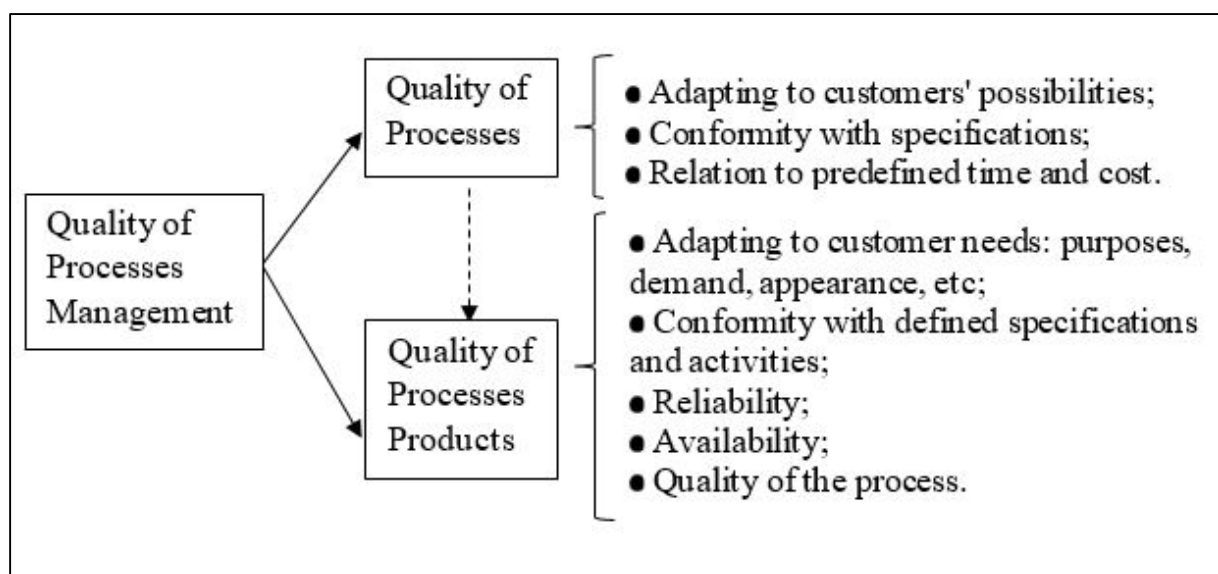 Quality of
Processes
Management
Quality of
Processes
● Adapting to customers' possibilities;
● Conformity with specifications;
● Relation to predefined time and cost.
Quality of
Processes
Products
● Adapting to customer needs: purposes,
demand, appearance, etc;
● Conformity with defined specifications
and activities;
● Reliability;
● Availability;
● Quality of the process.